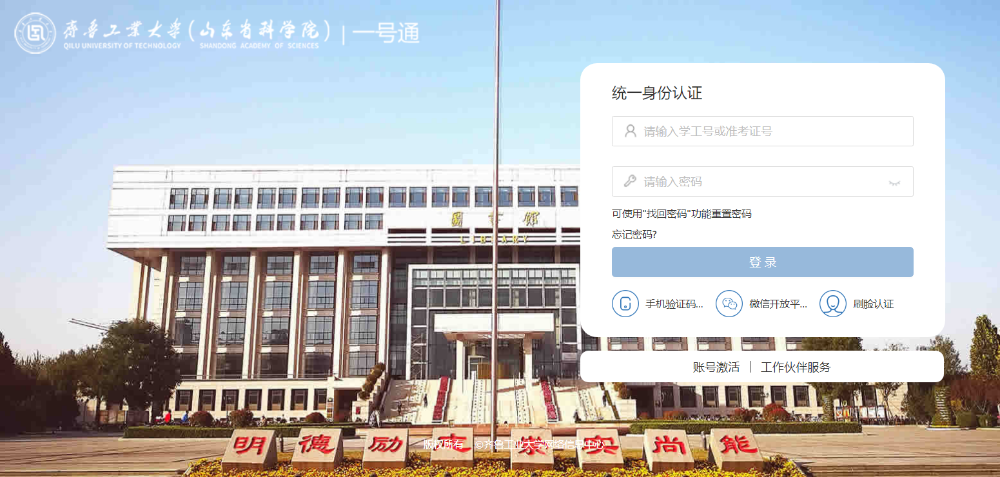 齐鲁工业大学(山东省科学院) | 一号通
QILU UNIVERSITY OF TECHNOLOGY SHANDONG ACADEMY OF SCIENCES
统一身份认证
请输入学工号或准考证号
请输入密码
可使用"找回密码"功能重置密码
忘记密码?
登 录
手机验证码... 微信开放平... 刷脸认证
账号激活 | 工作伙伴服务
图書館
LIBRARY
明德励志崇实尚能
版权所有 ©齐鲁工业大学网络信息中心